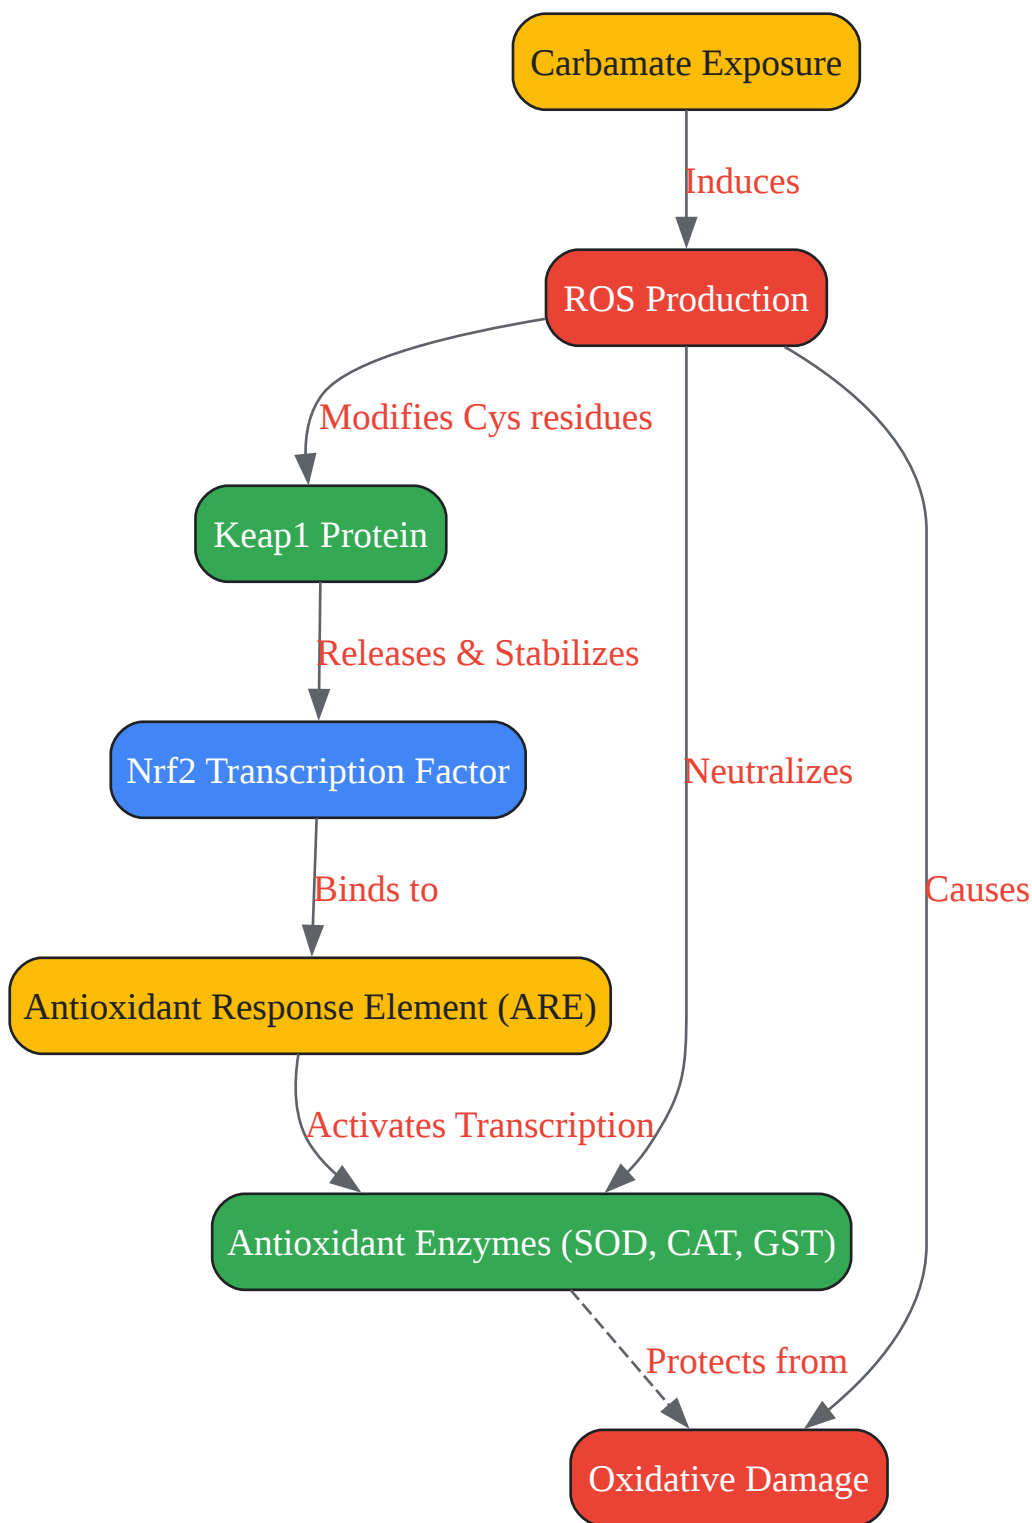 Carbamate Exposure
Induces
ROS Production
Modifies Cys residues
Keap1 Protein
Releases & Stabilizes
Nrf2 Transcription Factor
Neutralizes
Binds to
Causes
Antioxidant Response Element (ARE)
Activates Transcription
Antioxidant Enzymes (SOD, CAT, GST)
Protects from
Oxidative Damage